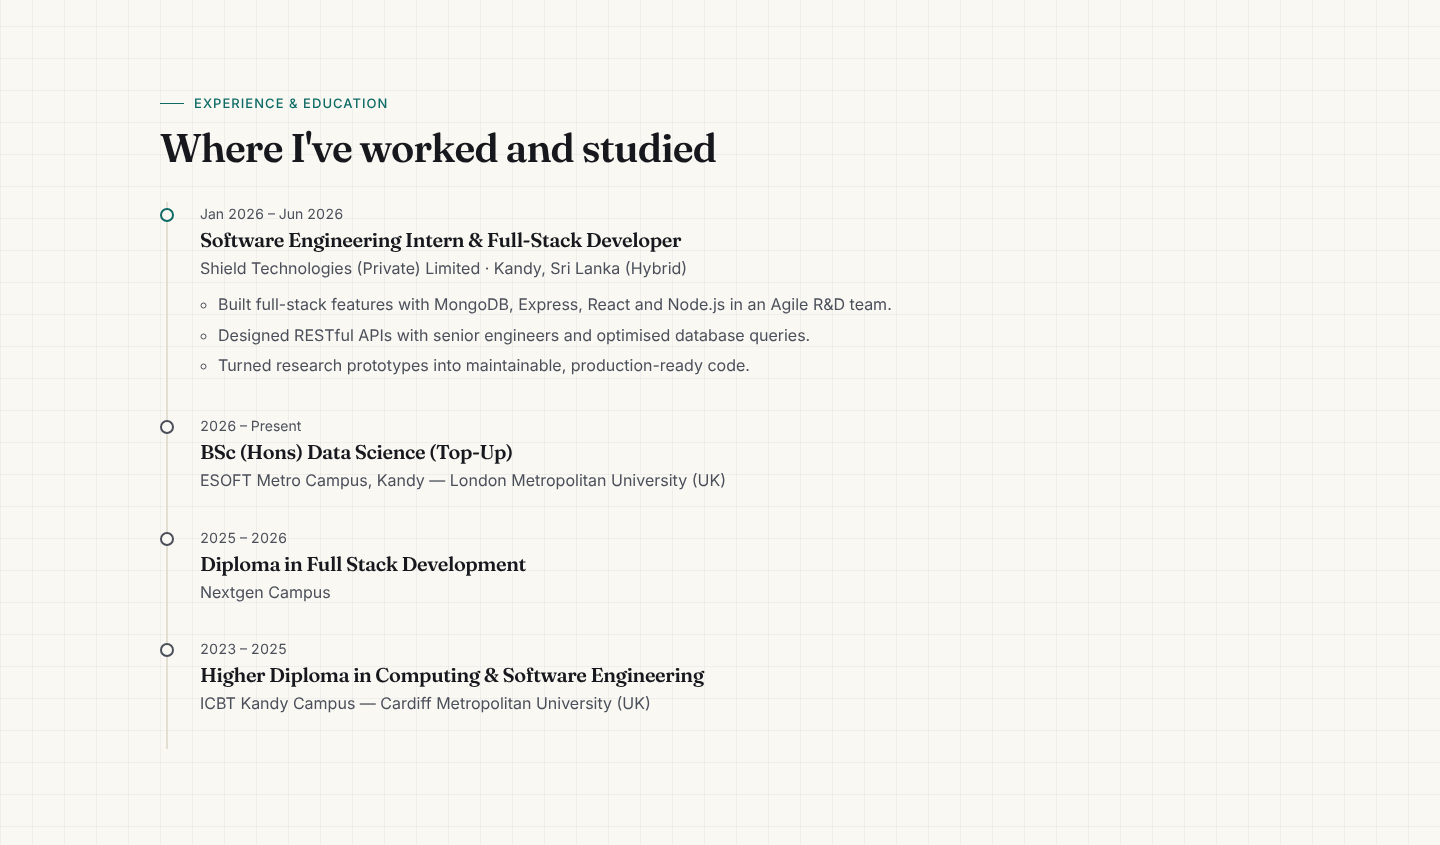 EXPERIENCE & EDUCATION
Where I've worked and studied
Jan 2026 – Jun 2026
Software Engineering Intern & Full-Stack Developer
Shield Technologies (Private) Limited · Kandy, Sri Lanka (Hybrid)
Built full-stack features with MongoDB, Express, React and Node.js in an Agile R&D team.
Designed RESTful APIs with senior engineers and optimised database queries.
Turned research prototypes into maintainable, production-ready code.
2026 – Present
BSc (Hons) Data Science (Top-Up)
ESOFT Metro Campus, Kandy — London Metropolitan University (UK)
2025 – 2026
Diploma in Full Stack Development
Nextgen Campus
2023 – 2025
Higher Diploma in Computing & Software Engineering
ICBT Kandy Campus — Cardiff Metropolitan University (UK)